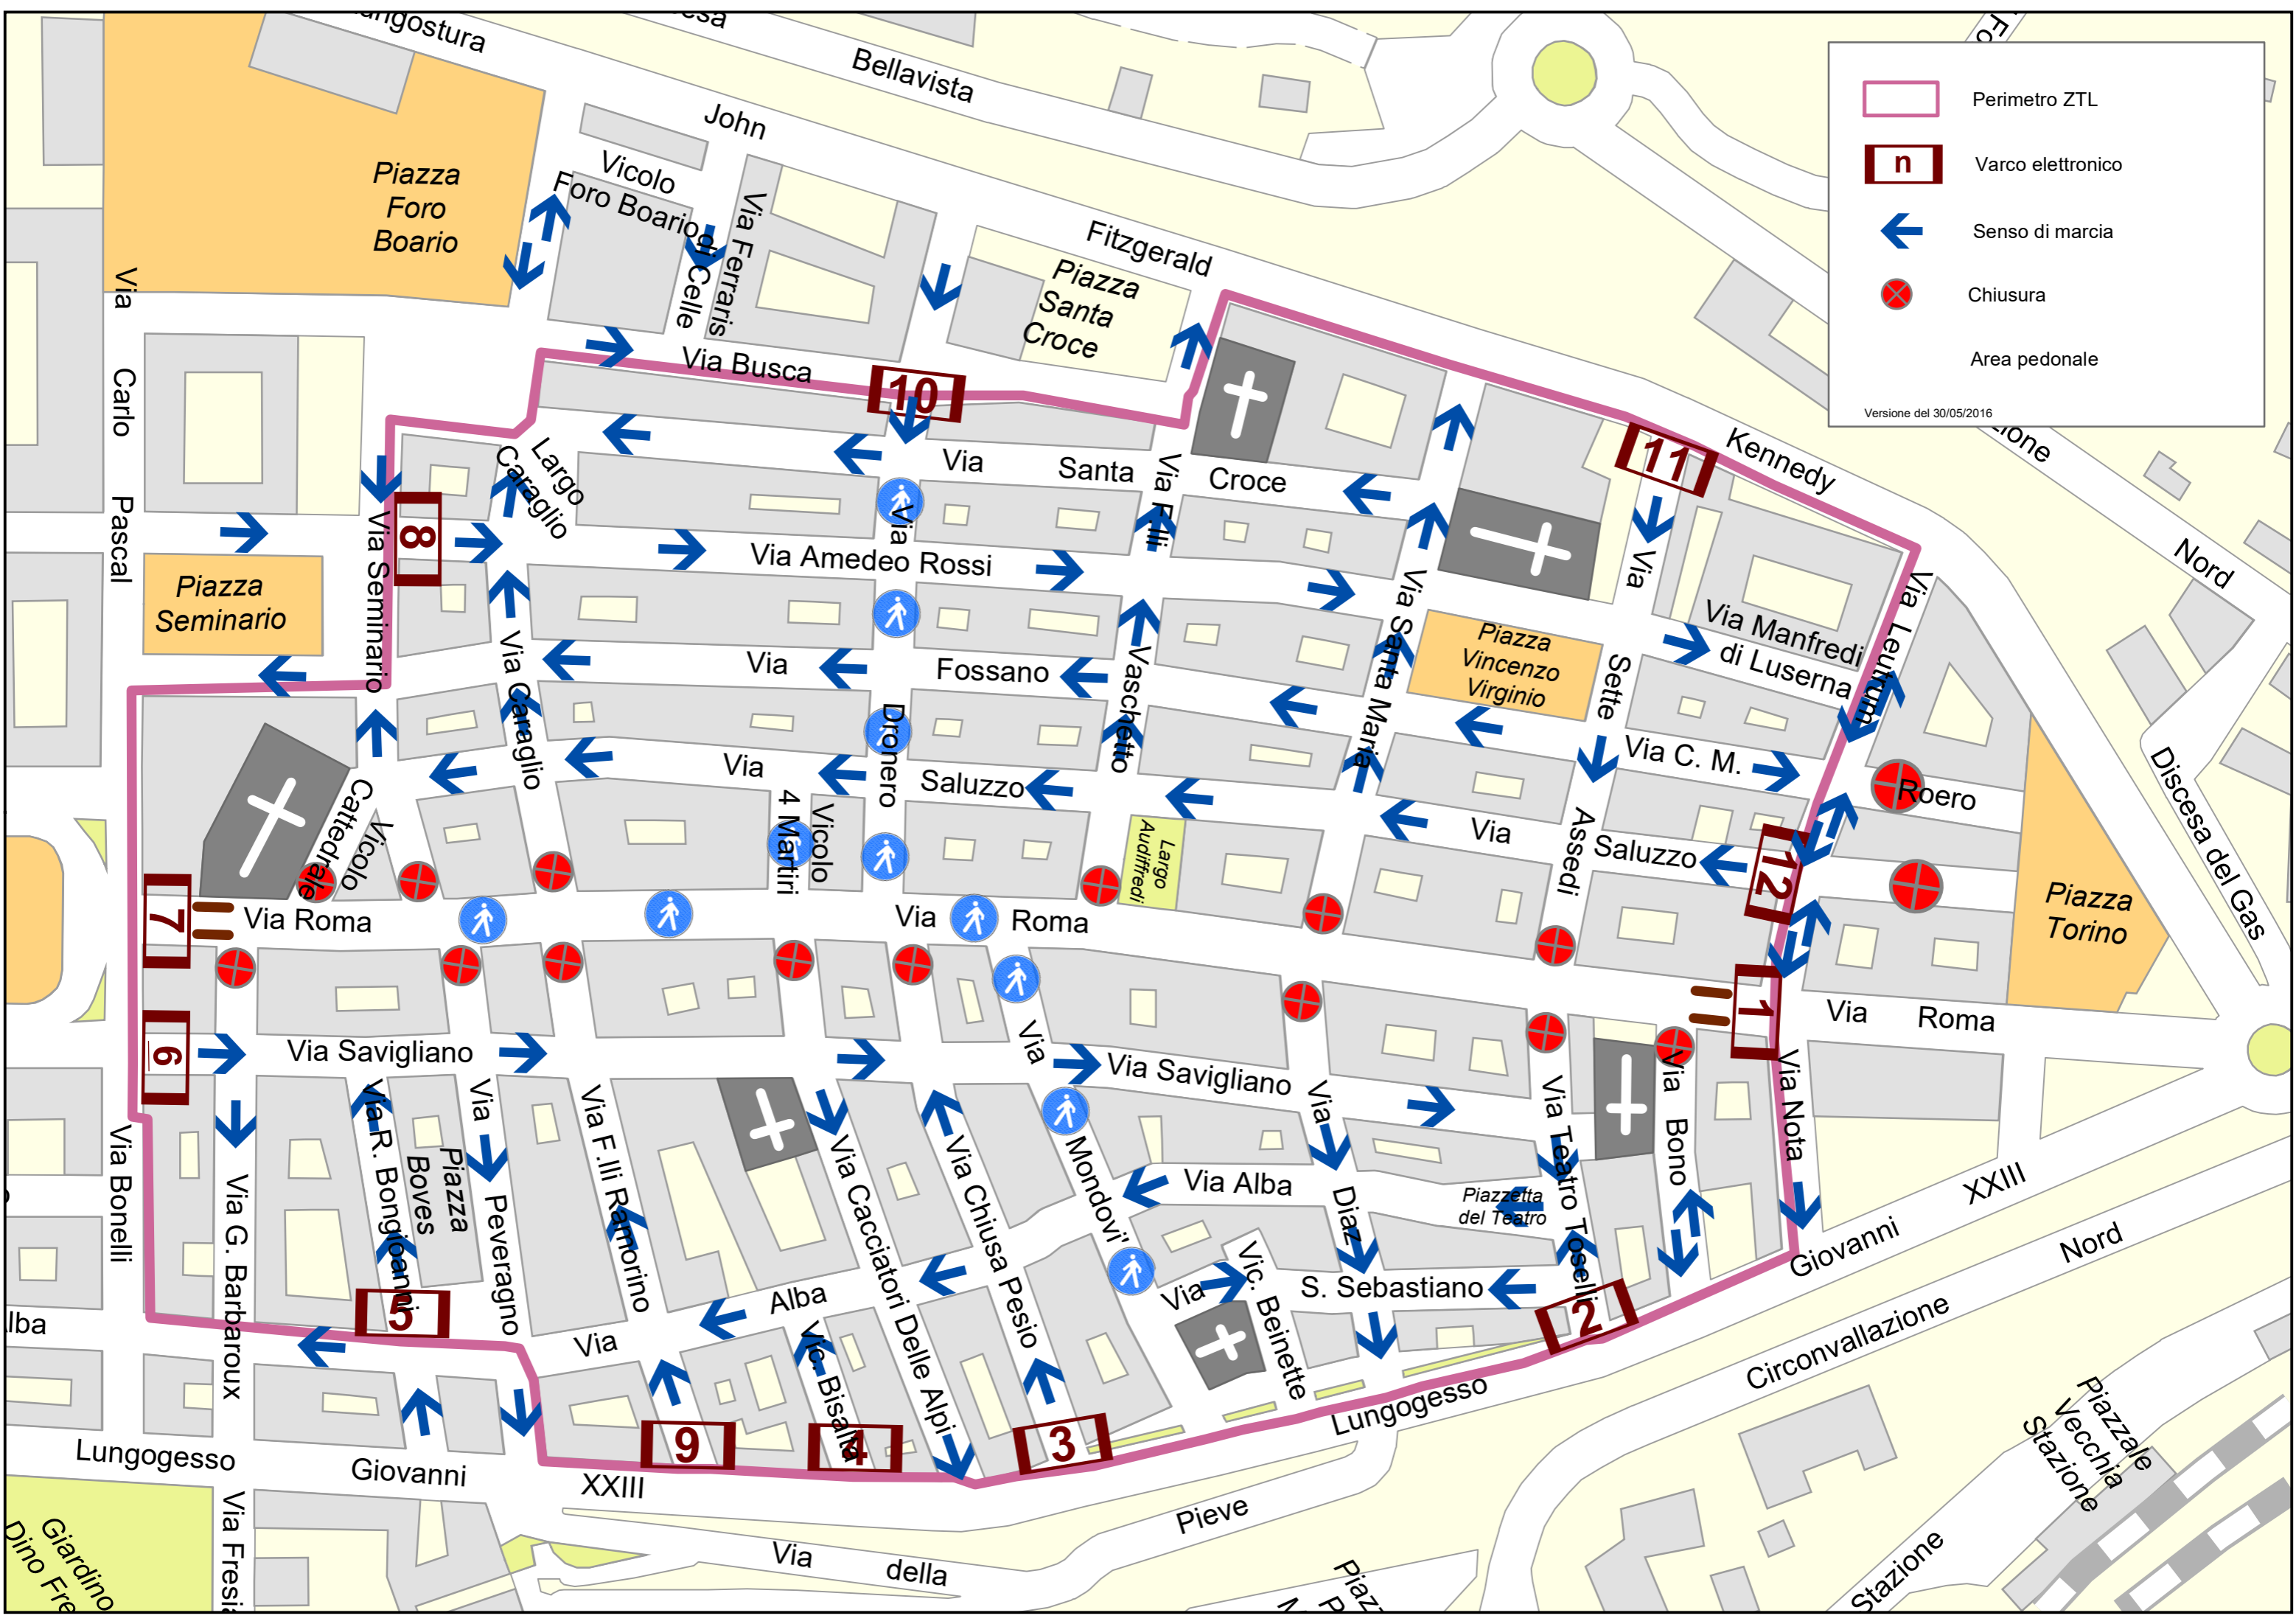 ungostura
esa
Bellavista
Fo
Perimetro ZTL
n
Varco elettronico
Senso di marcia
Chiusura
Area pedonale
Versione del 30/05/2016
zione
Nord
John
Fitzgerald
Kennedy
Piazza
Foro
Boario
Vicolo
Foro Boario
di Celle
Via Ferraris
Piazza
Santa
Croce
Via
Carlo
Pascal
Via Busca
10
11
Largo
Caraglio
Via
Santa
Croce
Via F.lli
Vaschetto
Via Seminario
8
Via Amedeo Rossi
Via
Dronero
Piazza
Seminario
Via Caraglio
Via
Fossano
Via Santa Maria
Piazza
Vincenzo
Virginio
Via
Sette
Assedi
Via Manfredi
di Luserna
Via Leutrum
Via C. M.
Roero
Discesa del Gas
Via
Saluzzo
Via
Saluzzo
12
Cattedrale
Vicolo
4 Martiri
Vicolo
Largo
Audiffredi
Piazza
Torino
7
Via Roma
Via
Roma
1
Via
Roma
6
Via Savigliano
Via
Mondovi'
Via Savigliano
Via Bonelli
Via G. Barbaroux
Via R. Bongioanni
Piazza
Boves
Via
Peveragno
Via F.lli Ramorino
Via Cacciatori Delle Alpi
Via Chiusa Pesio
Via Alba
Via
Diaz
Piazzetta
del Teatro
Via Teatro Toselli
Via
Bono
Via Nota
Via
Vic. Beinette
S. Sebastiano
2
5
lba
Via
Alba
Vic. Bisalta
9
4
3
Lungogesso
Giovanni
XXIII
Lungogesso
Giovanni
XXIII
Circonvallazione
Nord
Via Fresia
Giardino
Dino Fre
Via
della
Pieve
Piazzale
Vecchia
Stazione
Stazione
Piaz